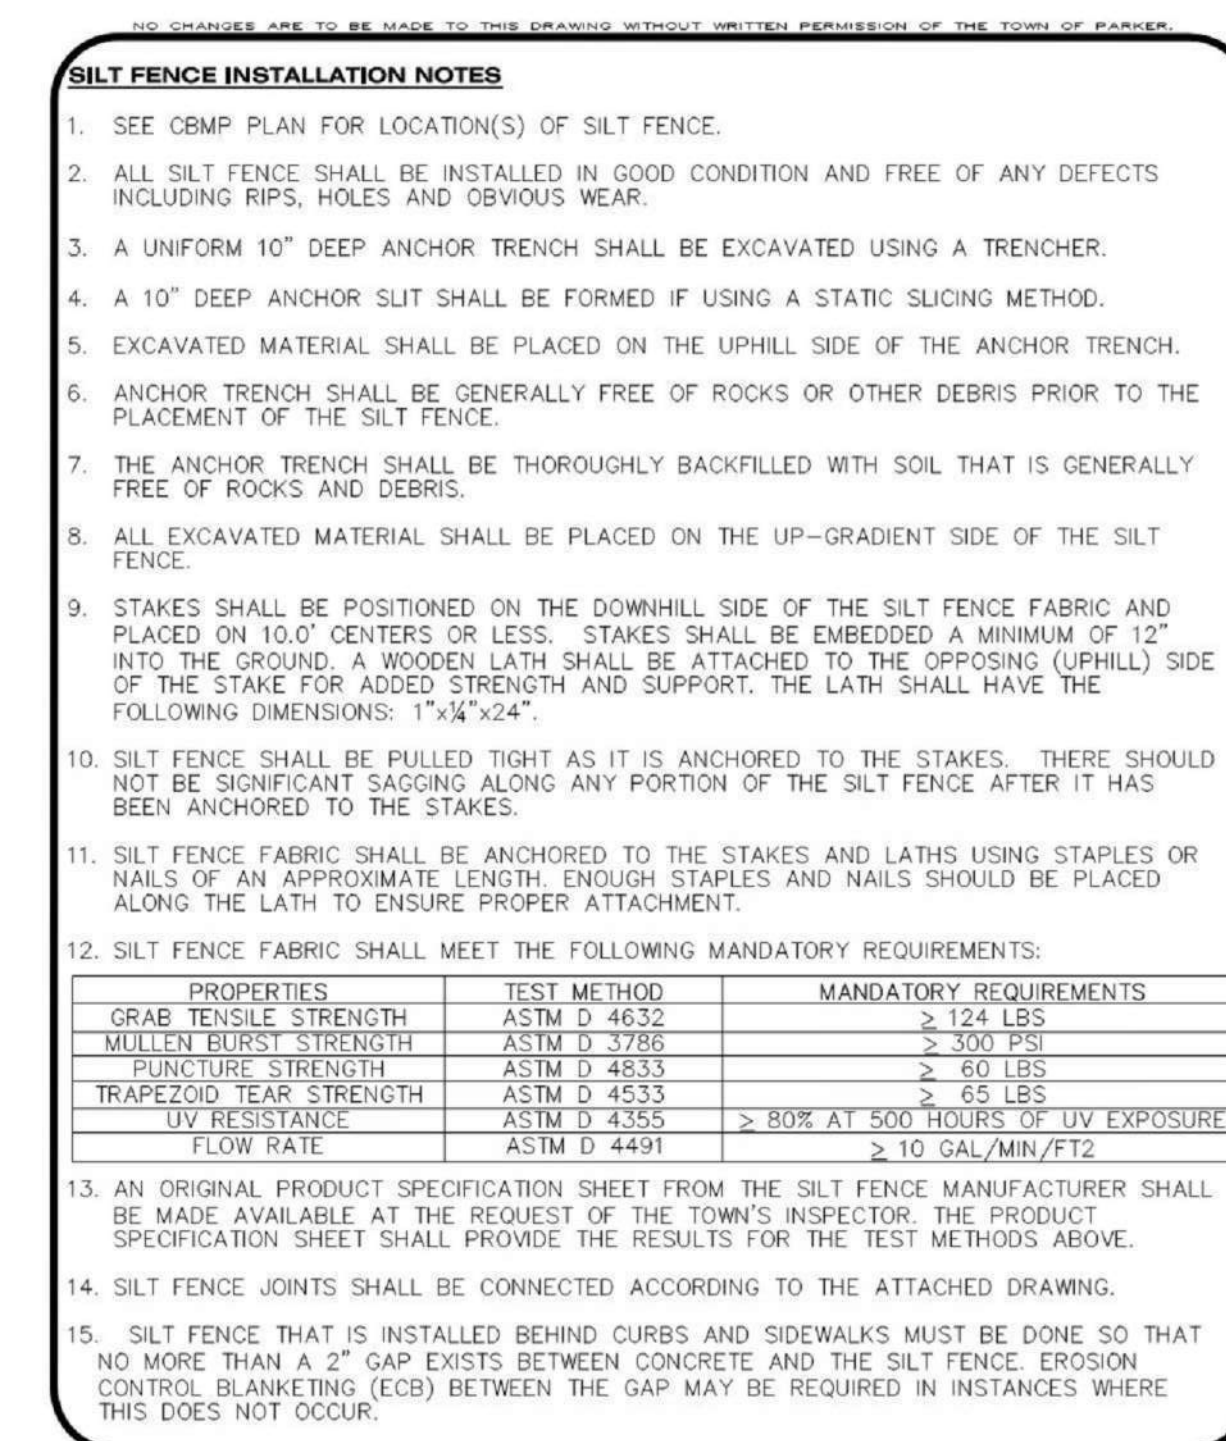 NO CHANGES ARE TO BE MADE TO THIS DRAWING WITHOUT WRITTEN PERMISSION OF THE TOWN OF PARKER.
SILT FENCE INSTALLATION NOTES
1. SEE CBMP PLAN FOR LOCATION(S) OF SILT FENCE.
2. ALL SILT FENCE SHALL BE INSTALLED IN GOOD CONDITION AND FREE OF ANY DEFECTS
INCLUDING RIPS, HOLES AND OBVIOUS WEAR.
3. A UNIFORM 10" DEEP ANCHOR TRENCH SHALL BE EXCAVATED USING A TRENCHER.
4. A 10" DEEP ANCHOR SLIT SHALL BE FORMED IF USING A STATIC SLICING METHOD.
5. EXCAVATED MATERIAL SHALL BE PLACED ON THE UPHILL SIDE OF THE ANCHOR TRENCH.
6. ANCHOR TRENCH SHALL BE GENERALLY FREE OF ROCKS OR OTHER DEBRIS PRIOR TO THE
PLACEMENT OF THE SILT FENCE.
7. THE ANCHOR TRENCH SHALL BE THOROUGHLY BACKFILLED WITH SOIL THAT IS GENERALLY
FREE OF ROCKS AND DEBRIS.
8. ALL EXCAVATED MATERIAL SHALL BE PLACED ON THE UP-GRADIENT SIDE OF THE SILT
FENCE.
9. STAKES SHALL BE POSITIONED ON THE DOWNHILL SIDE OF THE SILT FENCE FABRIC AND
PLACED ON 10.0' CENTERS OR LESS. STAKES SHALL BE EMBEDDED A MINIMUM OF 12"
INTO THE GROUND. A WOODEN LATH SHALL BE ATTACHED TO THE OPPOSING (UPHILL) SIDE
OF THE STAKE FOR ADDED STRENGTH AND SUPPORT. THE LATH SHALL HAVE THE
FOLLOWING DIMENSIONS: 1"x¼"x24".
10. SILT FENCE SHALL BE PULLED TIGHT AS IT IS ANCHORED TO THE STAKES. THERE SHOULD
NOT BE SIGNIFICANT SAGGING ALONG ANY PORTION OF THE SILT FENCE AFTER IT HAS
BEEN ANCHORED TO THE STAKES.
11. SILT FENCE FABRIC SHALL BE ANCHORED TO THE STAKES AND LATHS USING STAPLES OR
NAILS OF AN APPROXIMATE LENGTH. ENOUGH STAPLES AND NAILS SHOULD BE PLACED
ALONG THE LATH TO ENSURE PROPER ATTACHMENT.
12. SILT FENCE FABRIC SHALL MEET THE FOLLOWING MANDATORY REQUIREMENTS:
PROPERTIES TEST METHOD MANDATORY REQUIREMENTS
GRAB TENSILE STRENGTH ASTM D 4632 ≥ 124 LBS
MULLEN BURST STRENGTH ASTM D 3786 ≥ 300 PSI
PUNCTURE STRENGTH ASTM D 4833 ≥ 60 LBS
TRAPEZOID TEAR STRENGTH ASTM D 4533 ≥ 65 LBS
UV RESISTANCE ASTM D 4355 ≥ 80% AT 500 HOURS OF UV EXPOSURE
FLOW RATE ASTM D 4491 ≥ 10 GAL/MIN/FT2
13. AN ORIGINAL PRODUCT SPECIFICATION SHEET FROM THE SILT FENCE MANUFACTURER SHALL
BE MADE AVAILABLE AT THE REQUEST OF THE TOWN'S INSPECTOR. THE PRODUCT
SPECIFICATION SHEET SHALL PROVIDE THE RESULTS FOR THE TEST METHODS ABOVE.
14. SILT FENCE JOINTS SHALL BE CONNECTED ACCORDING TO THE ATTACHED DRAWING.
15. SILT FENCE THAT IS INSTALLED BEHIND CURBS AND SIDEWALKS MUST BE DONE SO THAT
NO MORE THAN A 2" GAP EXISTS BETWEEN CONCRETE AND THE SILT FENCE. EROSION
CONTROL BLANKETING (ECB) BETWEEN THE GAP MAY BE REQUIRED IN INSTANCES WHERE
THIS DOES NOT OCCUR.